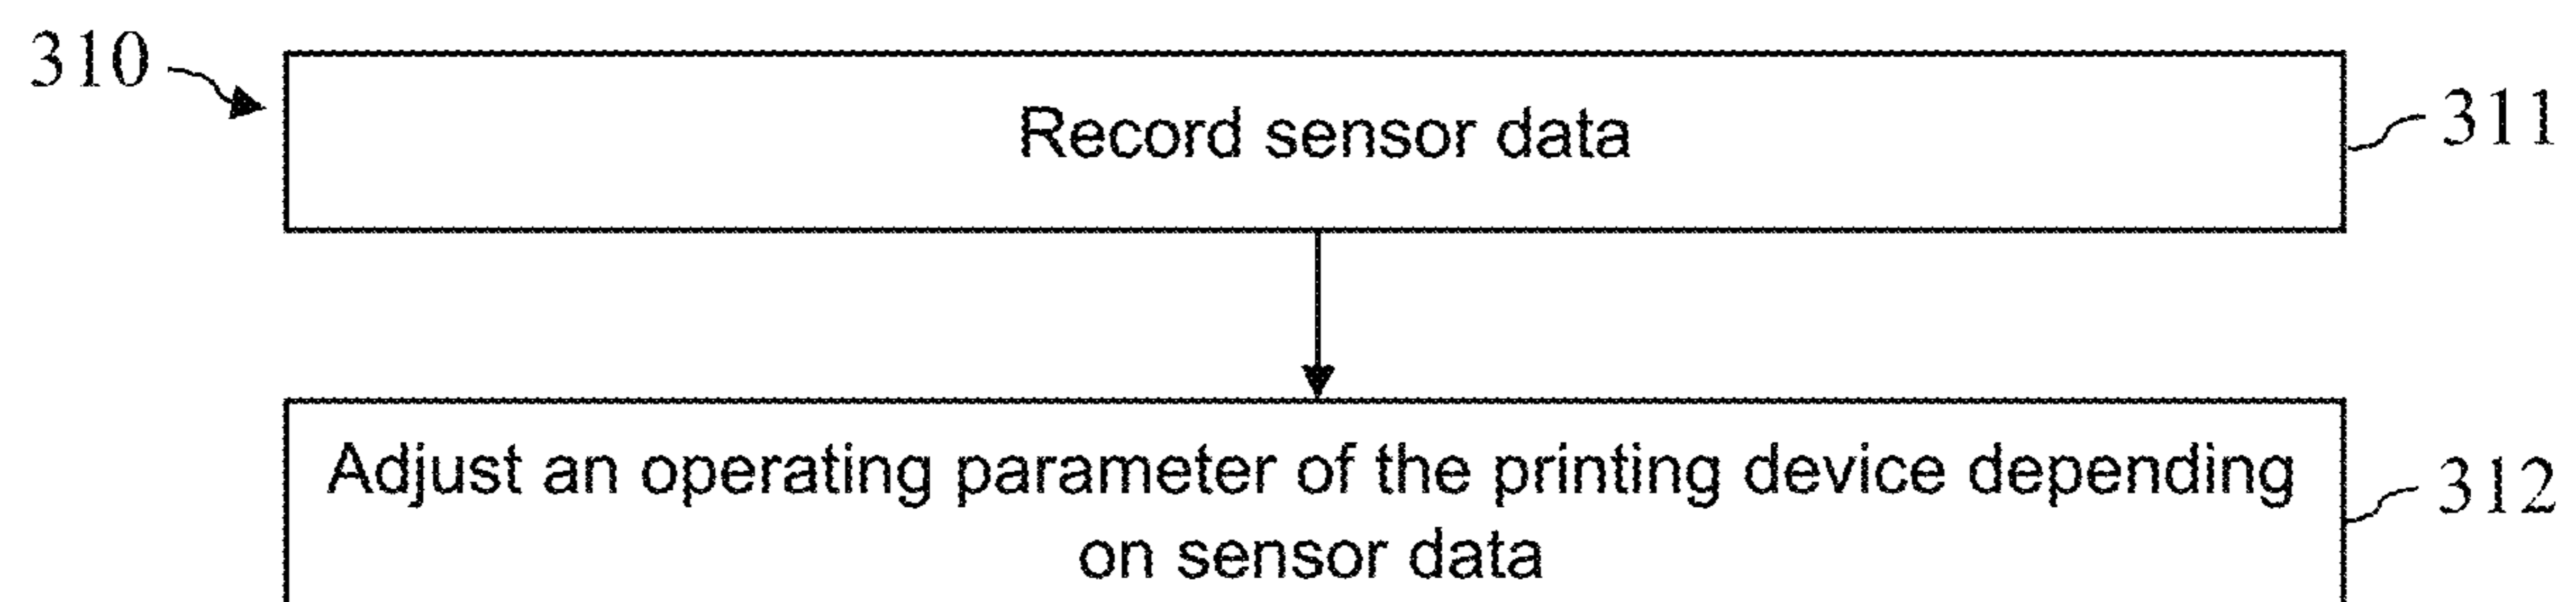 310
Record sensor data
311
Adjust an operating parameter of the printing device depending
on sensor data
312